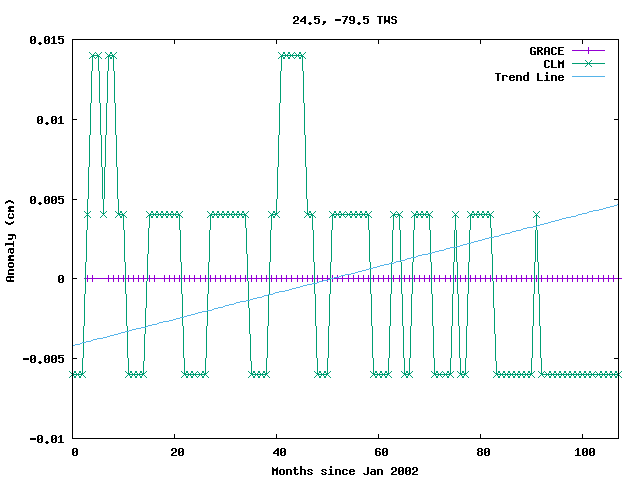 24.5, -79.5 TWS
0.015
GRACE
CLM
Trend Line
0.01
0.005
Anomaly (cm)
0
-0.005
-0.01
0 20 40 60 80 100
Months since Jan 2002